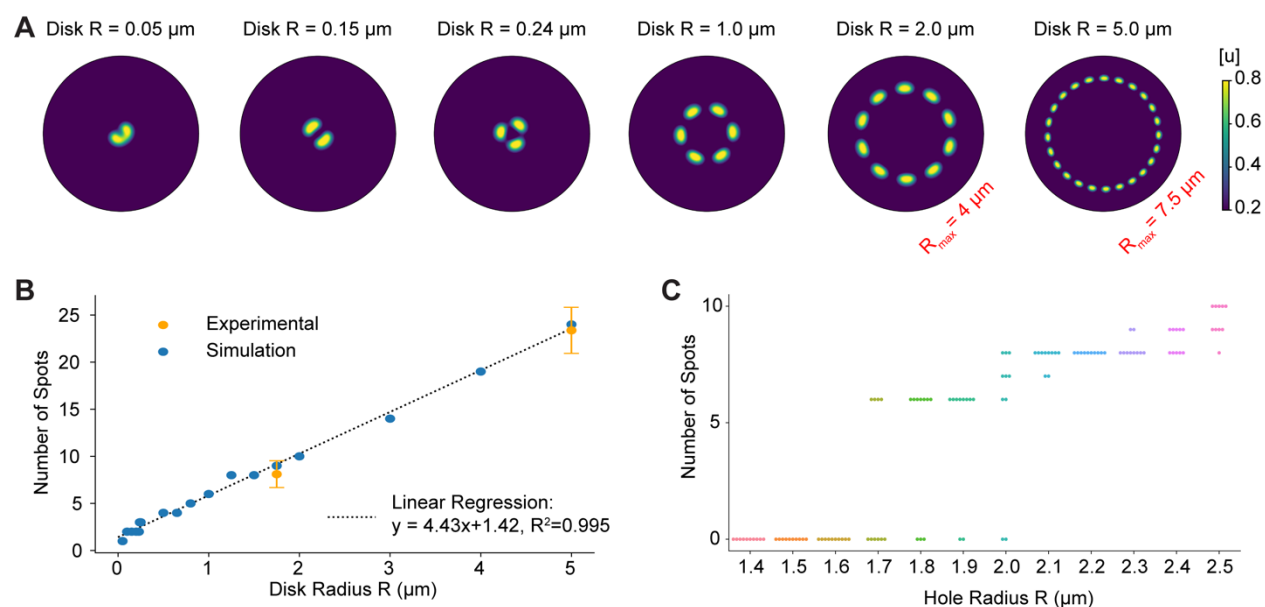 A
Disk R = 0.05 µm Disk R = 0.15 µm Disk R = 0.24 µm Disk R = 1.0 µm Disk R = 2.0 µm Disk R = 5.0 µm
[u]
0.8
0.6
0.4
0.2
Rmax = 4 µm
Rmax = 7.5 µm
B
Number of Spots
25
20
15
10
5
0
Experimental
Simulation
Linear Regression:
y = 4.43x+1.42, R²=0.995
0 1 2 3 4 5
Disk Radius R (µm)
C
Number of Spots
10
5
0
1.4 1.5 1.6 1.7 1.8 1.9 2.0 2.1 2.2 2.3 2.4 2.5
Hole Radius R (µm)